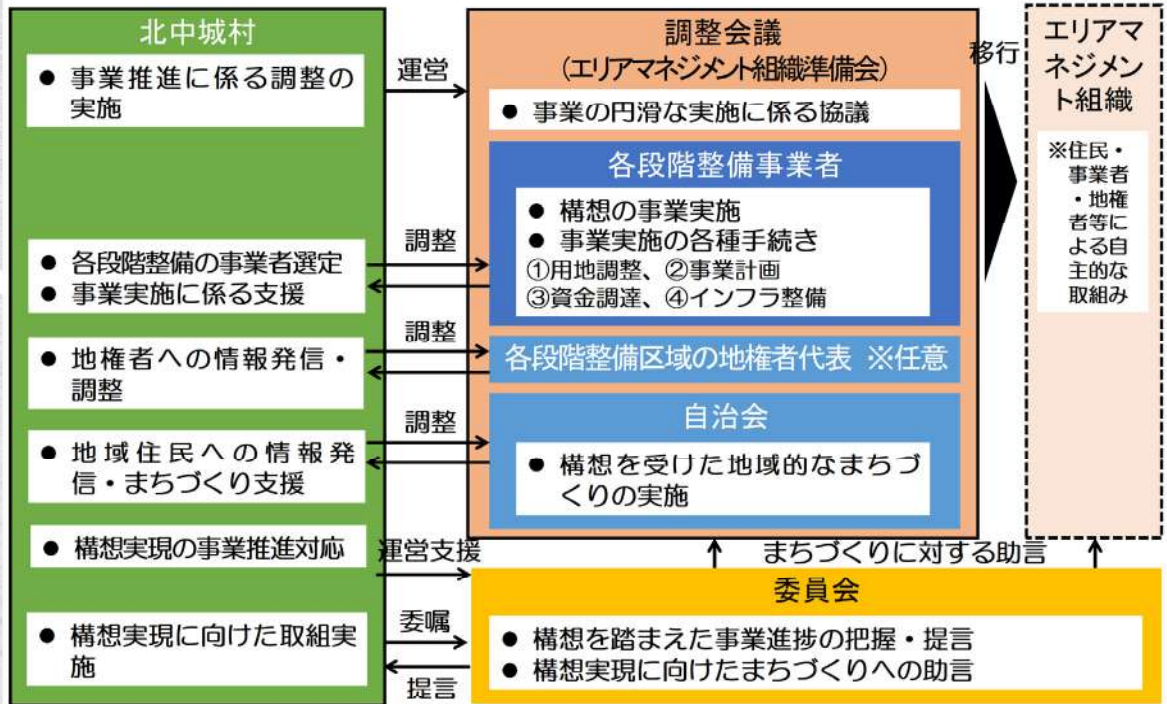 北中城村
● 事業推進に係る調整の
実施
● 各段階整備の事業者選定
● 事業実施に係る支援
● 地権者への情報発信・
調整
● 地域住民への情報発
信・まちづくり支援
● 構想実現の事業推進対応
● 構想実現に向けた取組実
施
運営
調整
調整
調整
運営支援
委嘱
提言
調整会議
(エリアマネジメント組織準備会)
● 事業の円滑な実施に係る協議
各段階整備事業者
● 構想の事業実施
● 事業実施の各種手続き
①用地調整、②事業計画
③資金調達、④インフラ整備
各段階整備区域の地権者代表 ※任意
自治会
● 構想を受けた地域的なまちづ
くりの実施
移行
エリアマ
ネジメン
ト組織
※住民・
事業者
・地権
者等に
よる自
主的な
取組み
まちづくりに対する助言
委員会
● 構想を踏まえた事業進捗の把握・提言
● 構想実現に向けたまちづくりへの助言